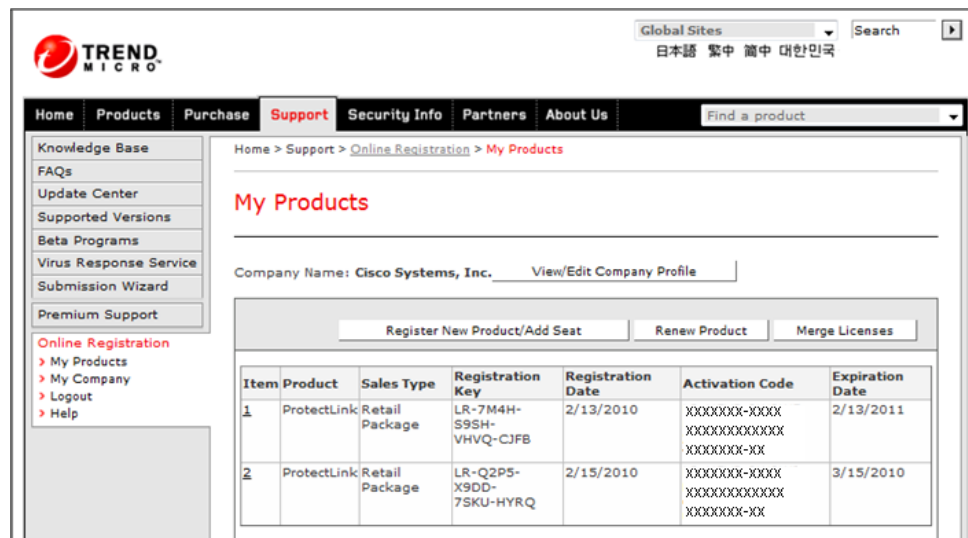 Global Sites
Search
日本語 繁中 簡中 대한민국
TREND
MICRO™
Home Products Purchase Support Security Info Partners About Us
Find a product
Knowledge Base
FAQs
Update Center
Supported Versions
Beta Programs
Virus Response Service
Submission Wizard
Premium Support
Online Registration
> My Products
> My Company
> Logout
> Help
Home > Support > Online Registration > My Products
My Products
Company Name: Cisco Systems, Inc. View/Edit Company Profile
Register New Product/Add Seat Renew Product Merge Licenses
Item Product Sales Type Registration Key Registration Date Activation Code Expiration Date
1 ProtectLink Retail Package LR-7M4H-S9SH-VHVQ-CJFB 2/13/2010 XXXXXXX-XXXX XXXXXXXXXXXX XXXXXXX-XX 2/13/2011
2 ProtectLink Retail Package LR-Q2P5-X9DD-7SKU-HYRQ 2/15/2010 XXXXXXX-XXXX XXXXXXXXXXXX XXXXXXX-XX 3/15/2010